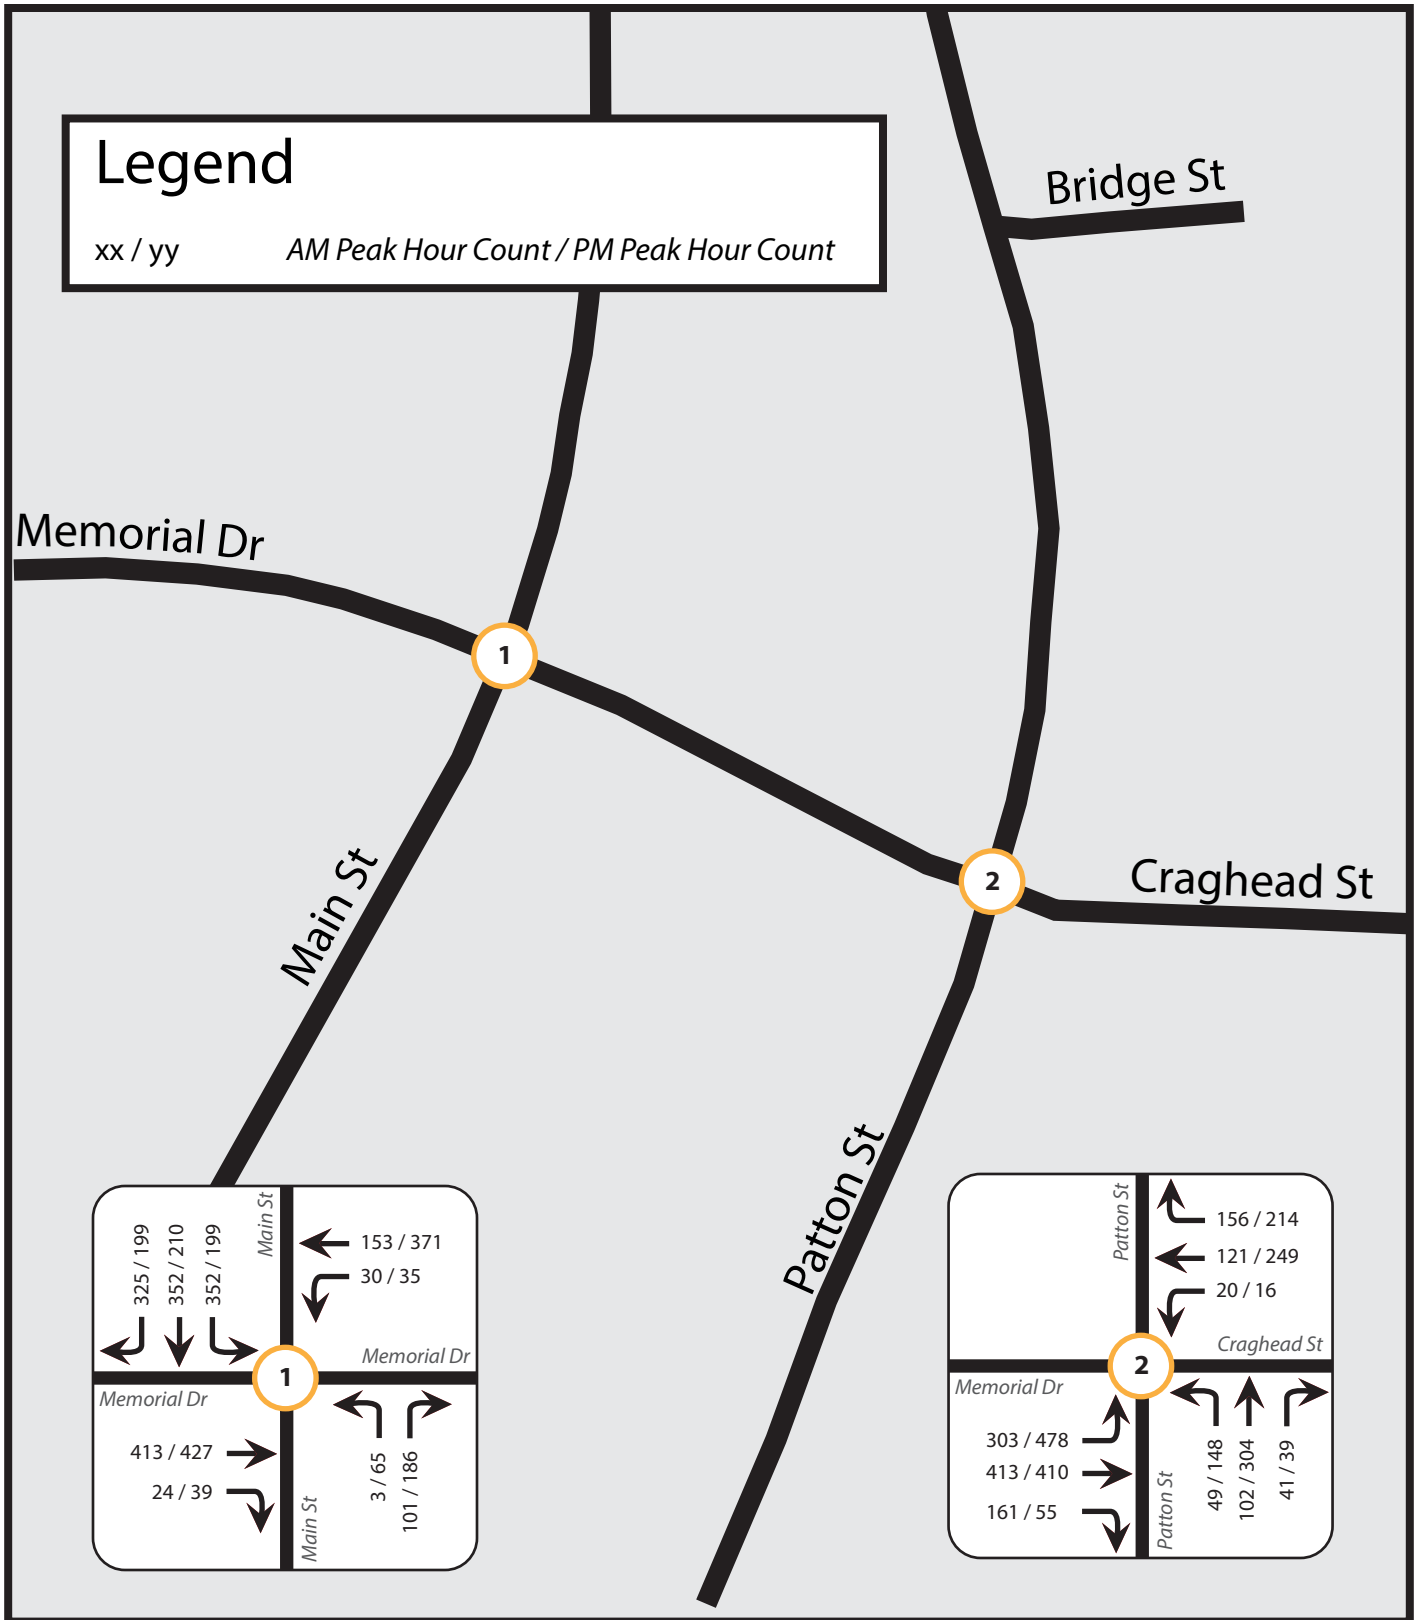 Legend
xx / yy AM Peak Hour Count / PM Peak Hour Count
Bridge St
Memorial Dr
1
2
Craghead St
Main St
Patton St
325 / 199
352 / 210
352 / 199
Main St
153 / 371
30 / 35
Memorial Dr
1
Memorial Dr
413 / 427
24 / 39
Main St
3 / 65
101 / 186
Patton St
156 / 214
121 / 249
20 / 16
Craghead St
2
Memorial Dr
303 / 478
413 / 410
161 / 55
Patton St
49 / 148
102 / 304
41 / 39